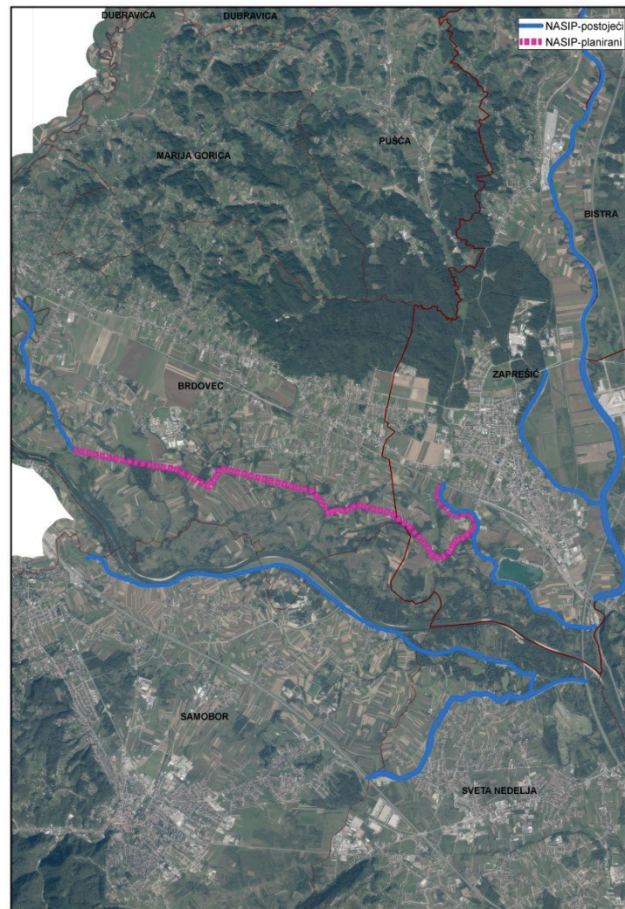 DUBRAVICA
DUBRAVICA
NASIP-postojeći
NASIP-planirani
PUŠĆA
MARIJA GORICA
BISTRA
ZAPREŠIĆ
BRDOVEC
SAMOBOR
SVETA NEDELJA